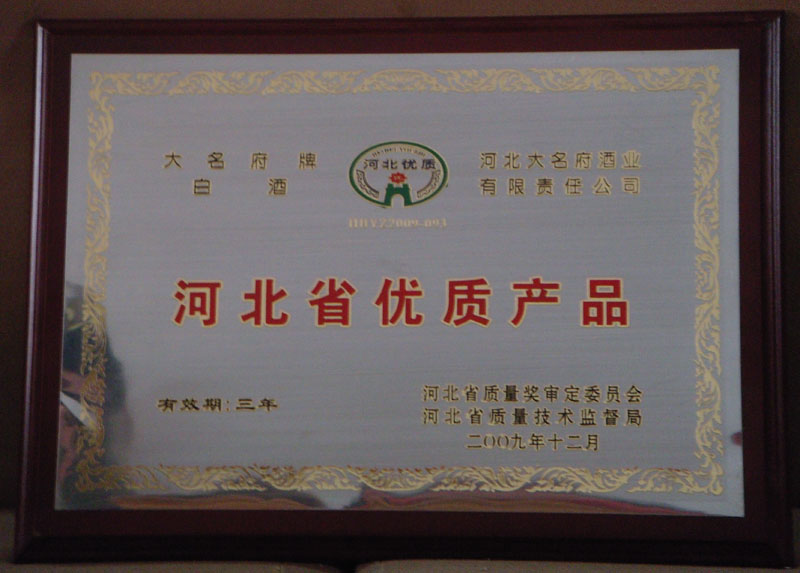 大名府牌
白酒
河北优质
HBYZ2009-093
河北大名府酒业
有限责任公司
河北省优质产品
有效期:三年
河北省质量奖审定委员会
河北省质量技术监督局
二00九年十二月